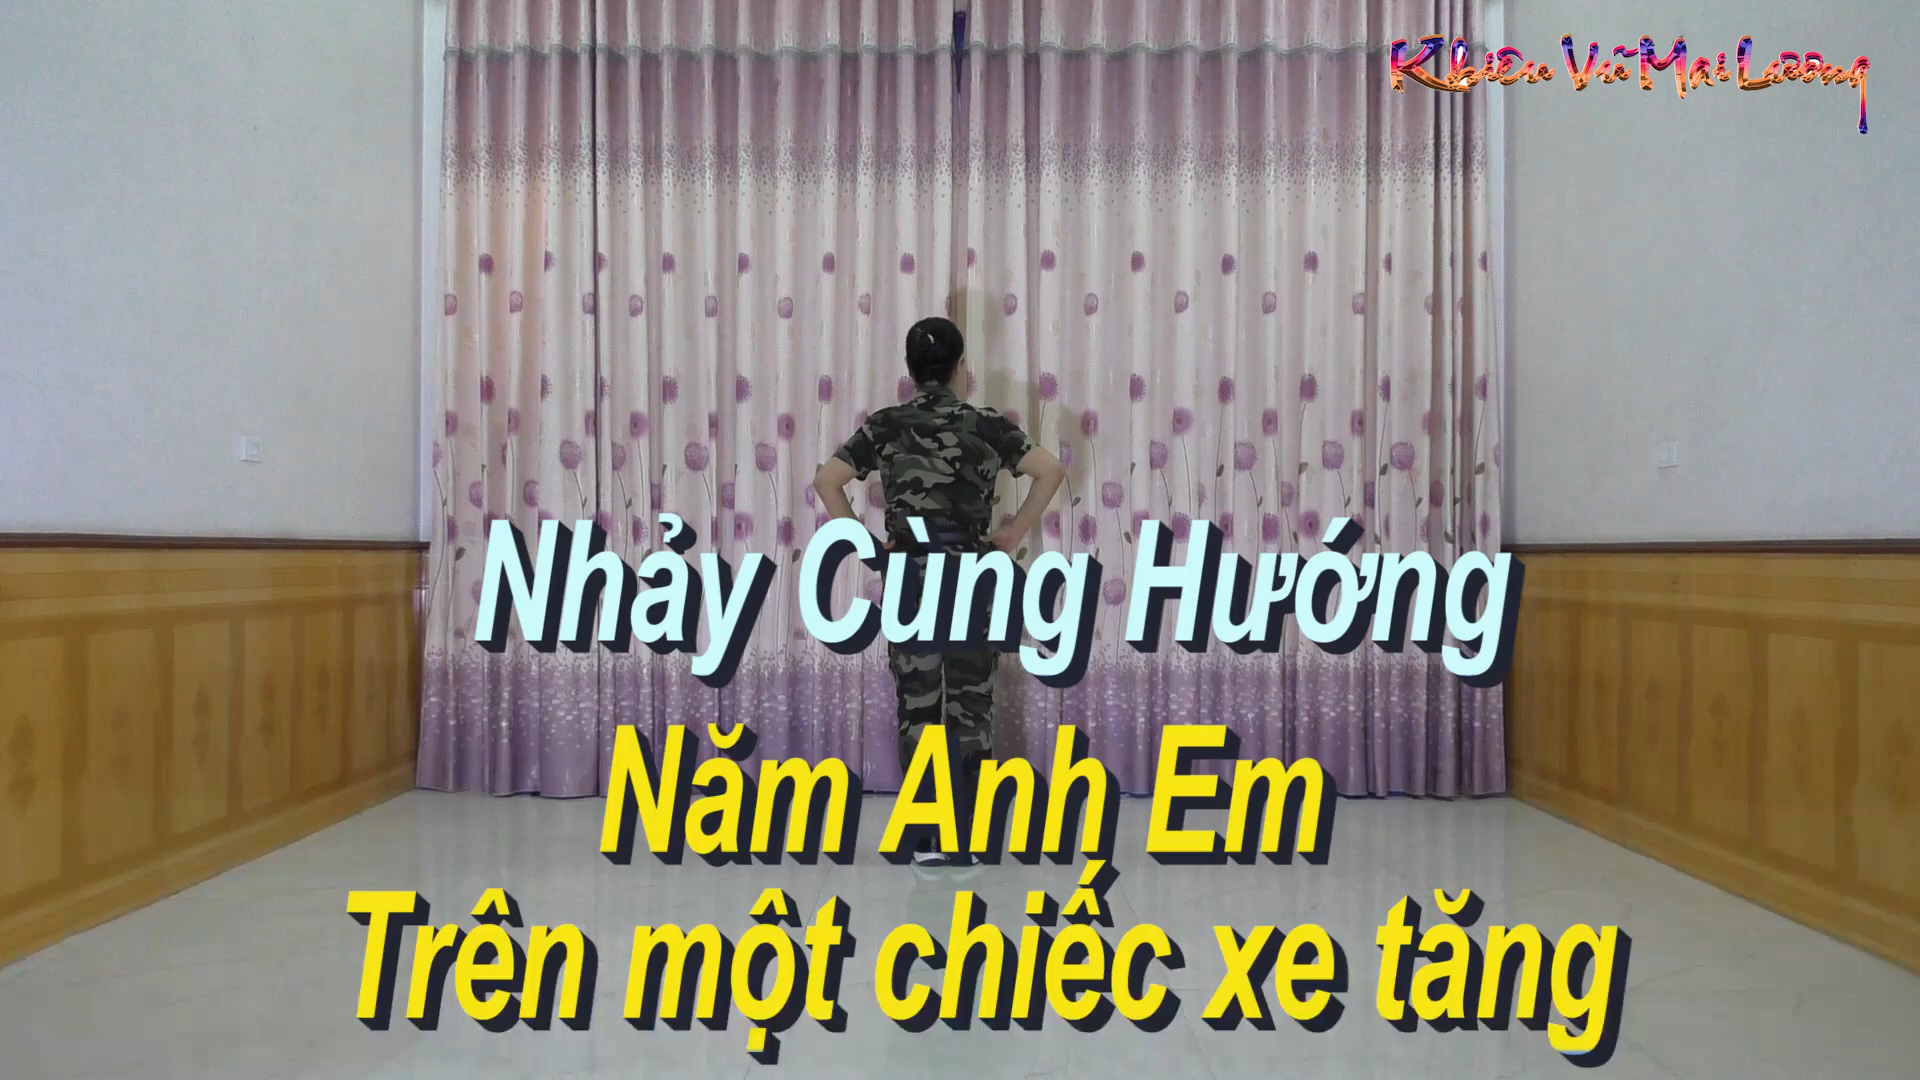 Khiêu Vũ Mai Lương
Nhảy Cùng Hướng
Năm Anh Em
Trên một chiếc xe tăng